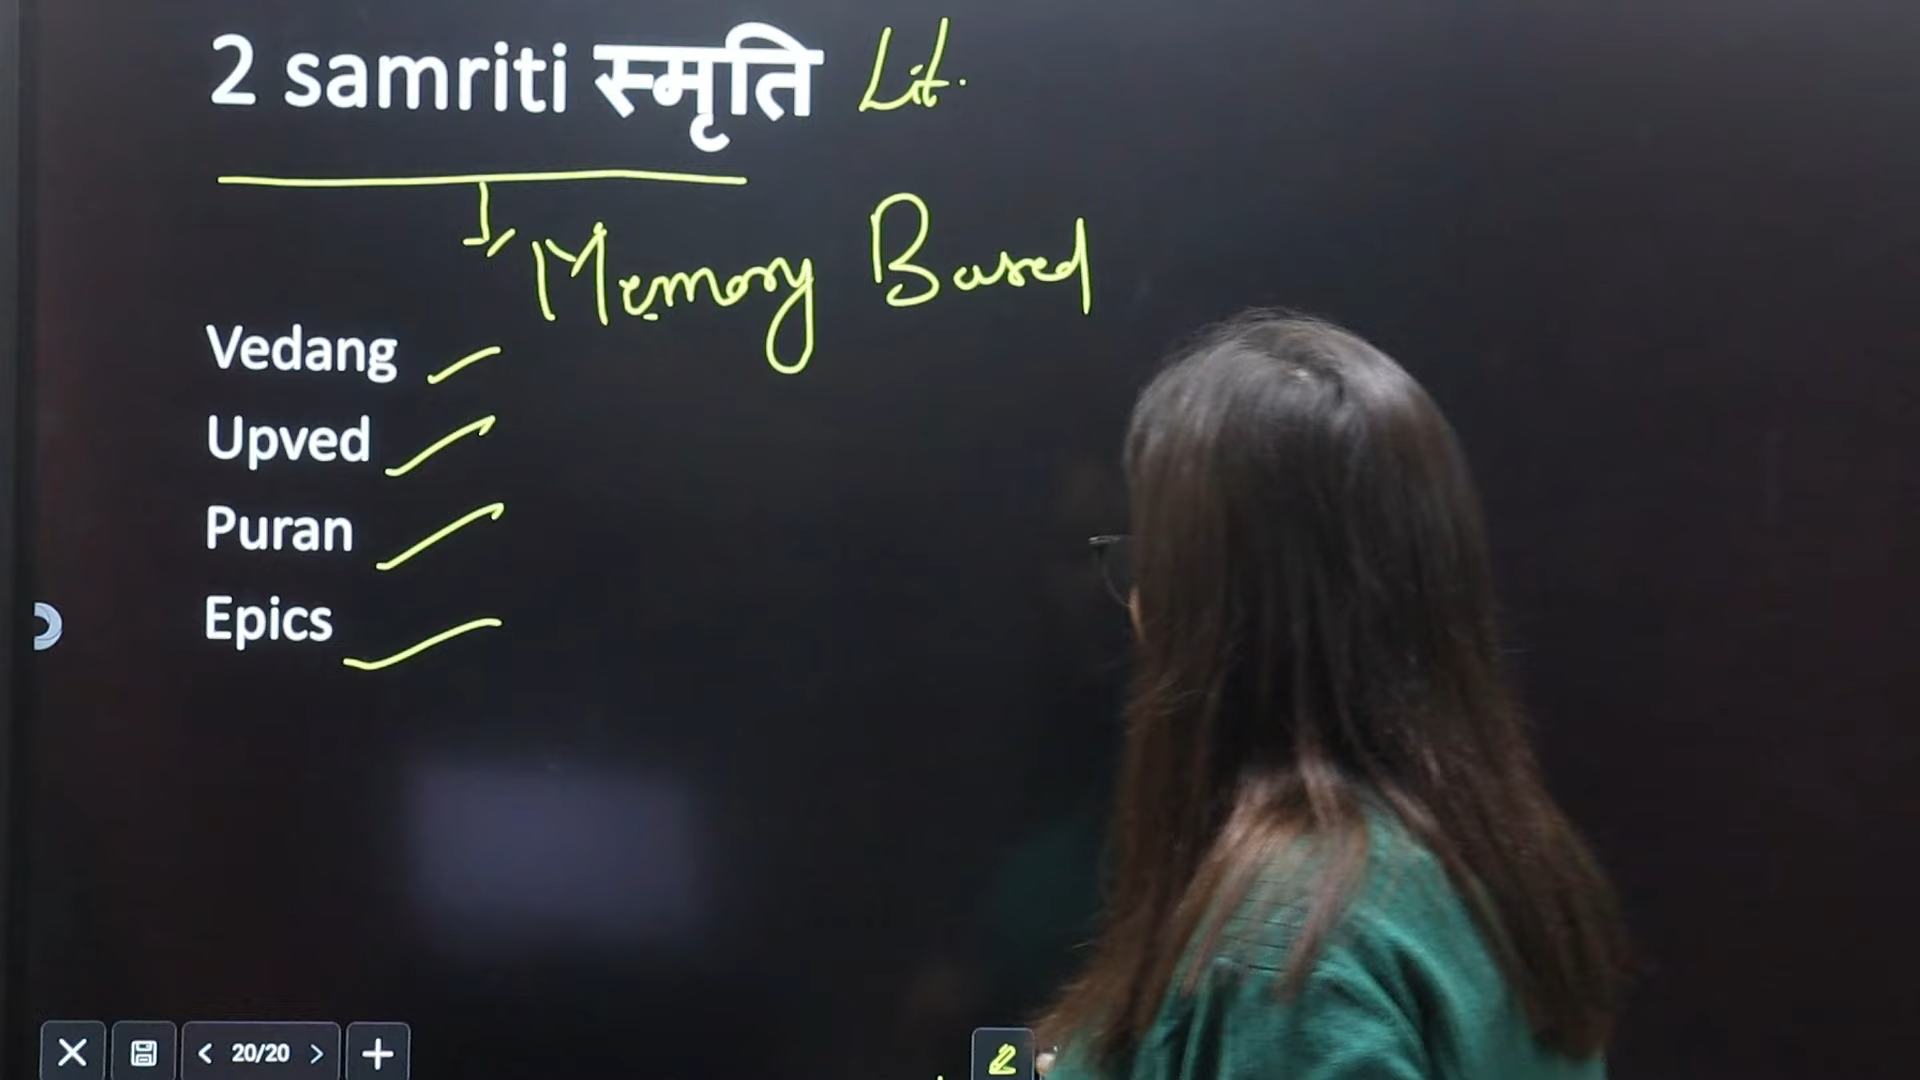 2 samriti स्मृति Lit.
Memory Based
Vedang
Upved
Puran
Epics
20/20